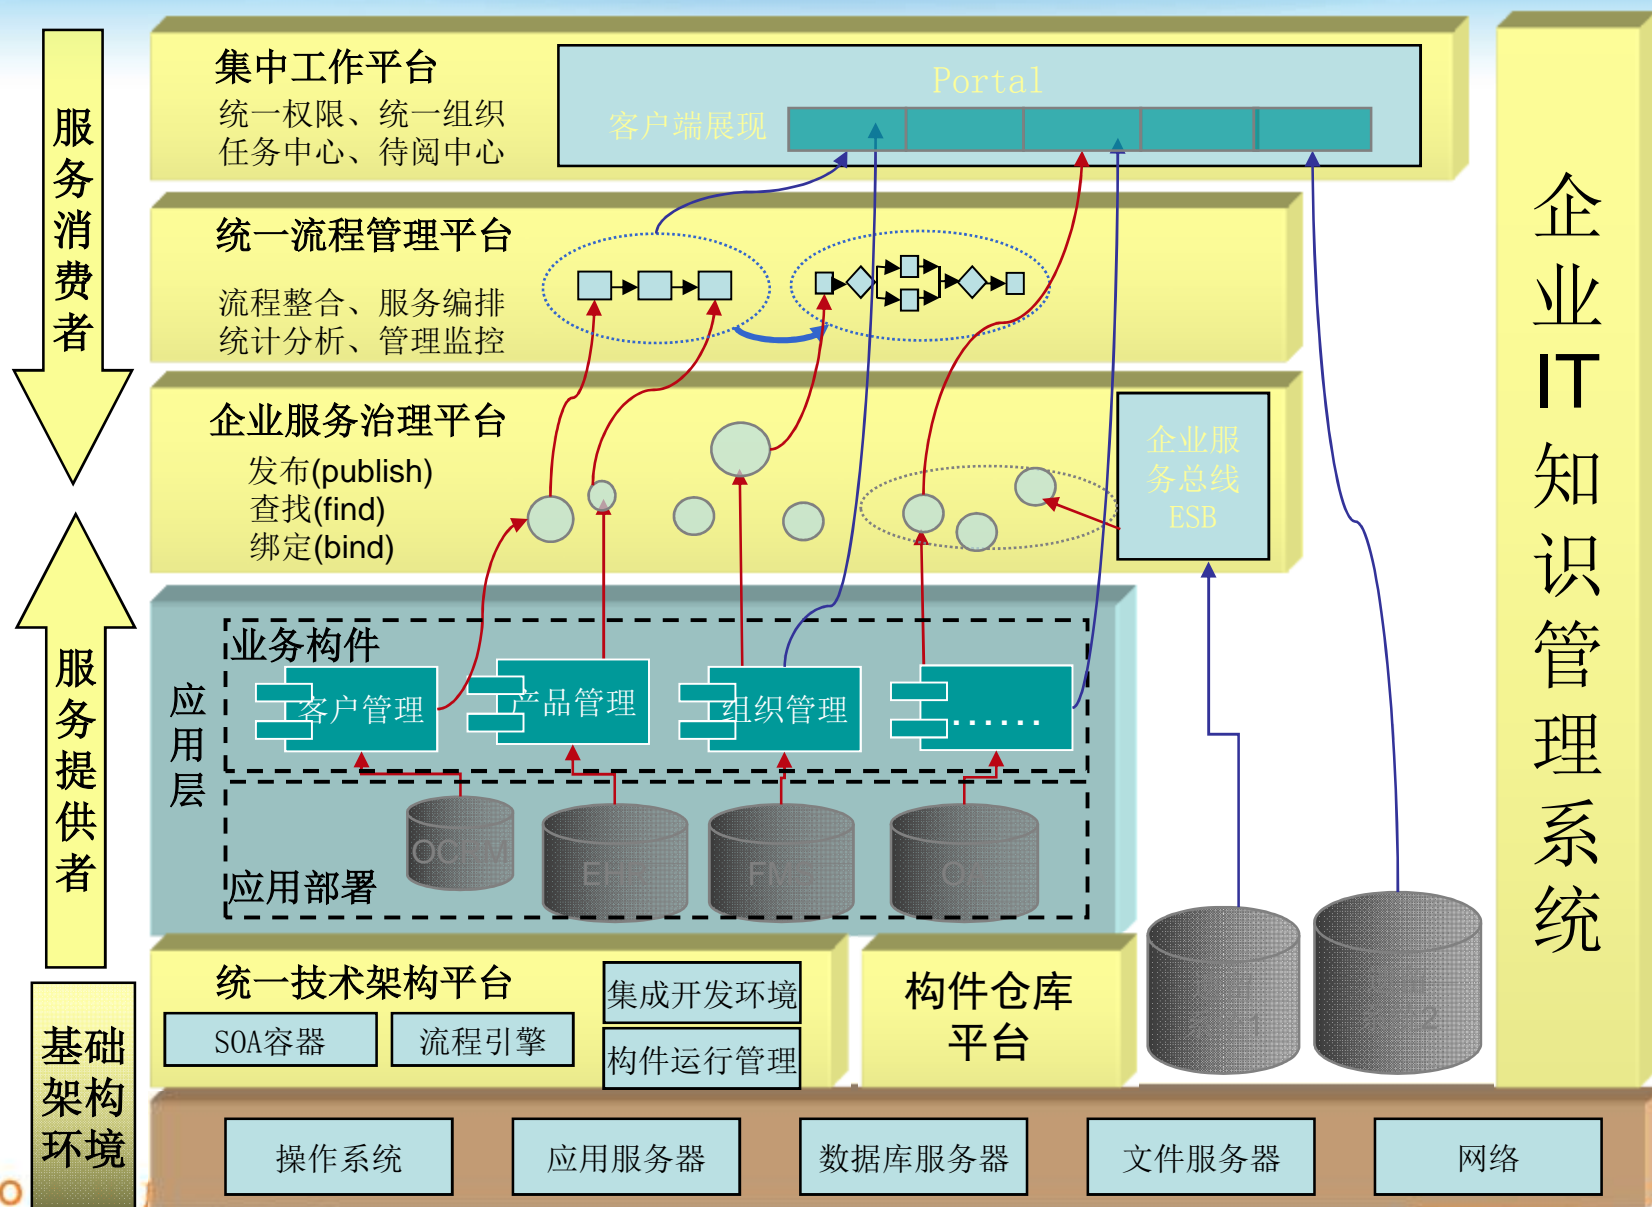 服务消费者
服务提供者
基础
架构
环境
集中工作平台
统一权限、统一组织
任务中心、待阅中心
Portal
客户端展现
统一流程管理平台
流程整合、服务编排
统计分析、管理监控
企业服务治理平台
发布(publish)
查找(find)
绑定(bind)
企业服
务总线
ESB
应用层
业务构件
客户管理
产品管理
组织管理
......
应用部署
统一技术架构平台
SOA容器
流程引擎
集成开发环境
构件运行管理
构件仓库
平台
操作系统
应用服务器
数据库服务器
文件服务器
网络
企业IT知识管理系统